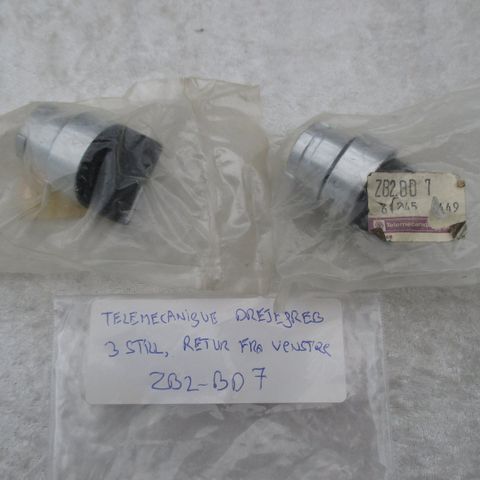 ZB2 BD 7
Telemecanique
TELEMECANIQUE DREJEGREB
3 STILL, RETUR FRA VENSTRE
ZB2-BD7